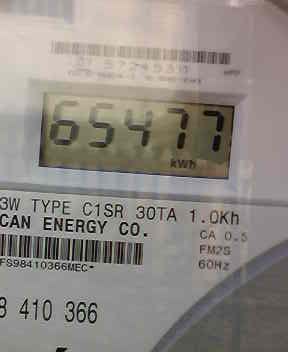 65477
kWh
3W TYPE C1SR 30TA 1.0Kh
CAN ENERGY CO.
CA 0.5
FM2S
60Hz
FS98410366MEC*
8 410 366